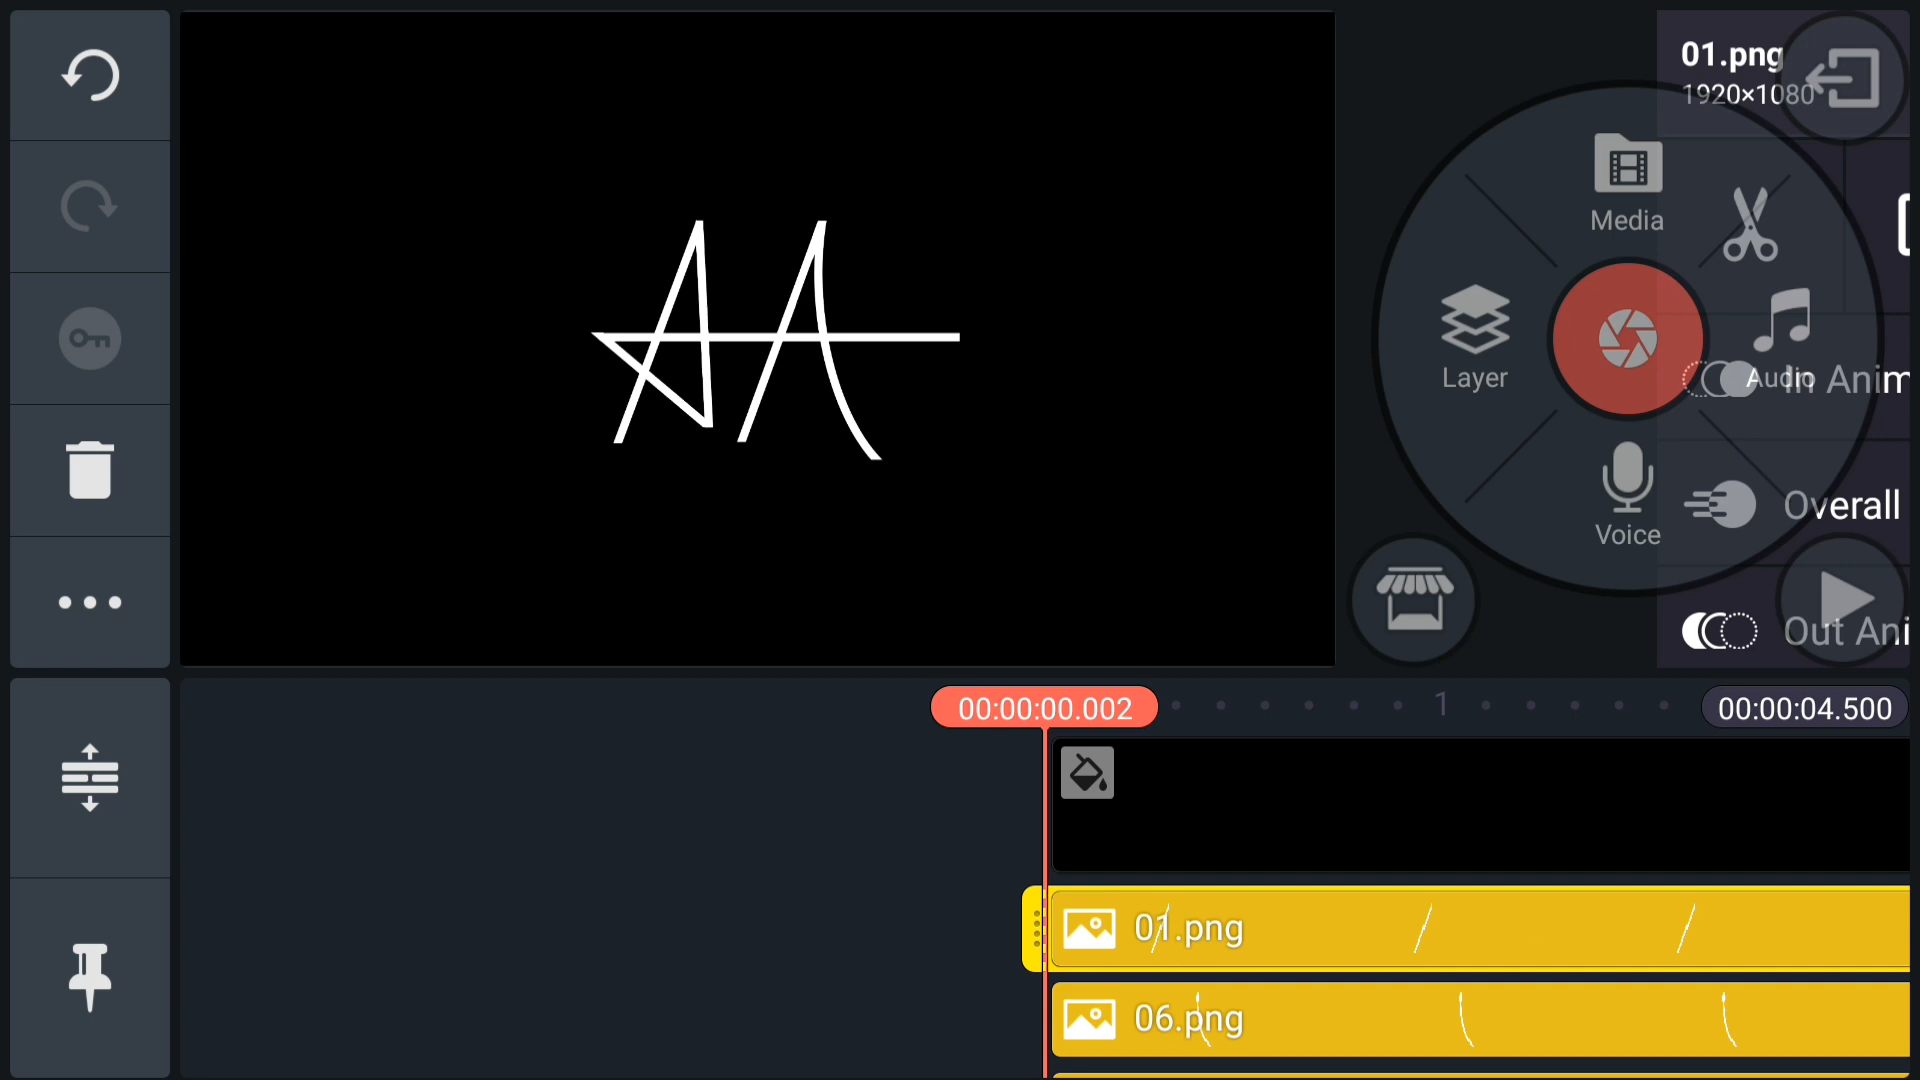 AA
01.png
1920×1080
Media
Layer
Audio
In Anim
Voice
Overall
Out Ani
00:00:00.002
1
00:00:04.500
01.png
06.png